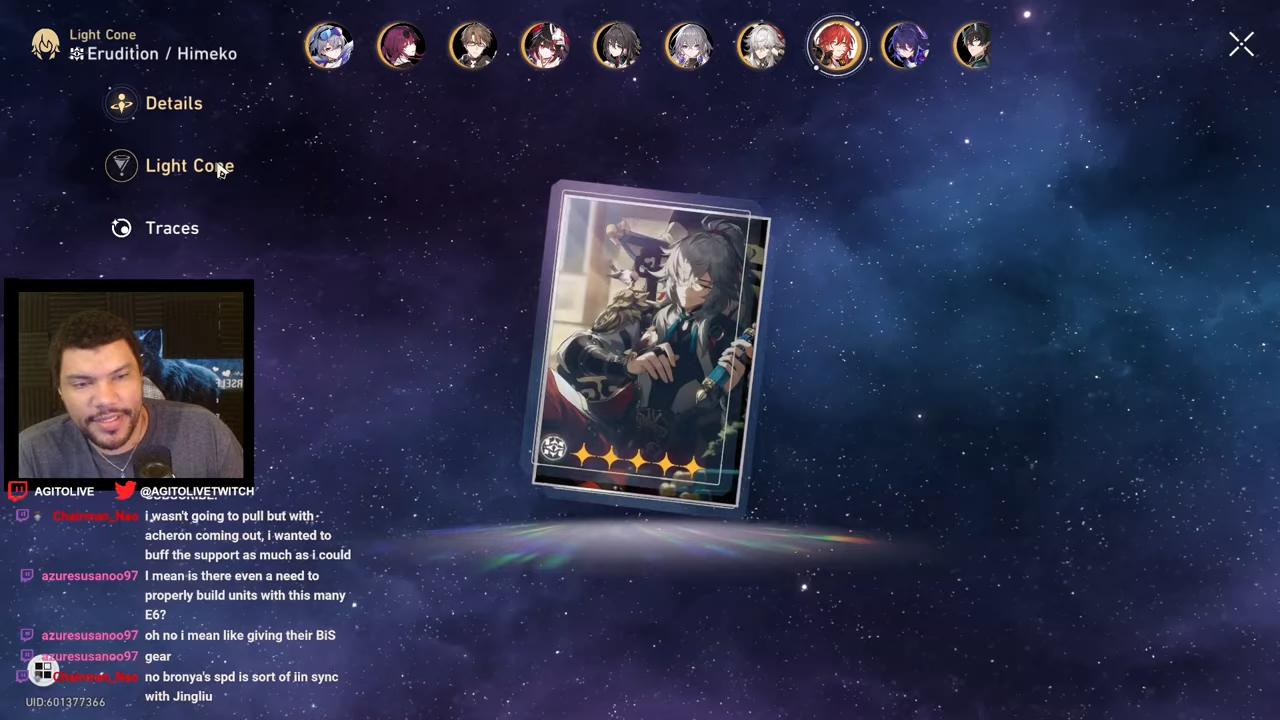 Light Cone
Erudition / Himeko
Details
Light Cone
Traces
AGITOLIVE
@AGITOLIVETWITCH
Chairman_Nao i wasn't going to pull but with
acheron coming out, i wanted to
buff the support as much as i could
azuresusanoo97 I mean is there even a need to
properly build units with this many
E6?
azuresusanoo97 oh no i mean like giving their BiS
azuresusanoo97 gear
Chairman_Nao no bronya's spd is sort of iin sync
with Jingliu
UID:601377366